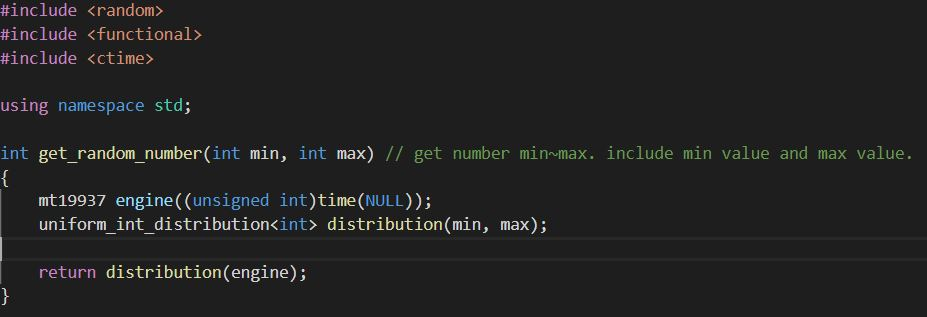 #include <random>
#include <functional>
#include <ctime>
using namespace std;
int get_random_number(int min, int max) // get number min~max. include min value and max value.
{
mt19937 engine((unsigned int)time(NULL));
uniform_int_distribution<int> distribution(min, max);
return distribution(engine);
}